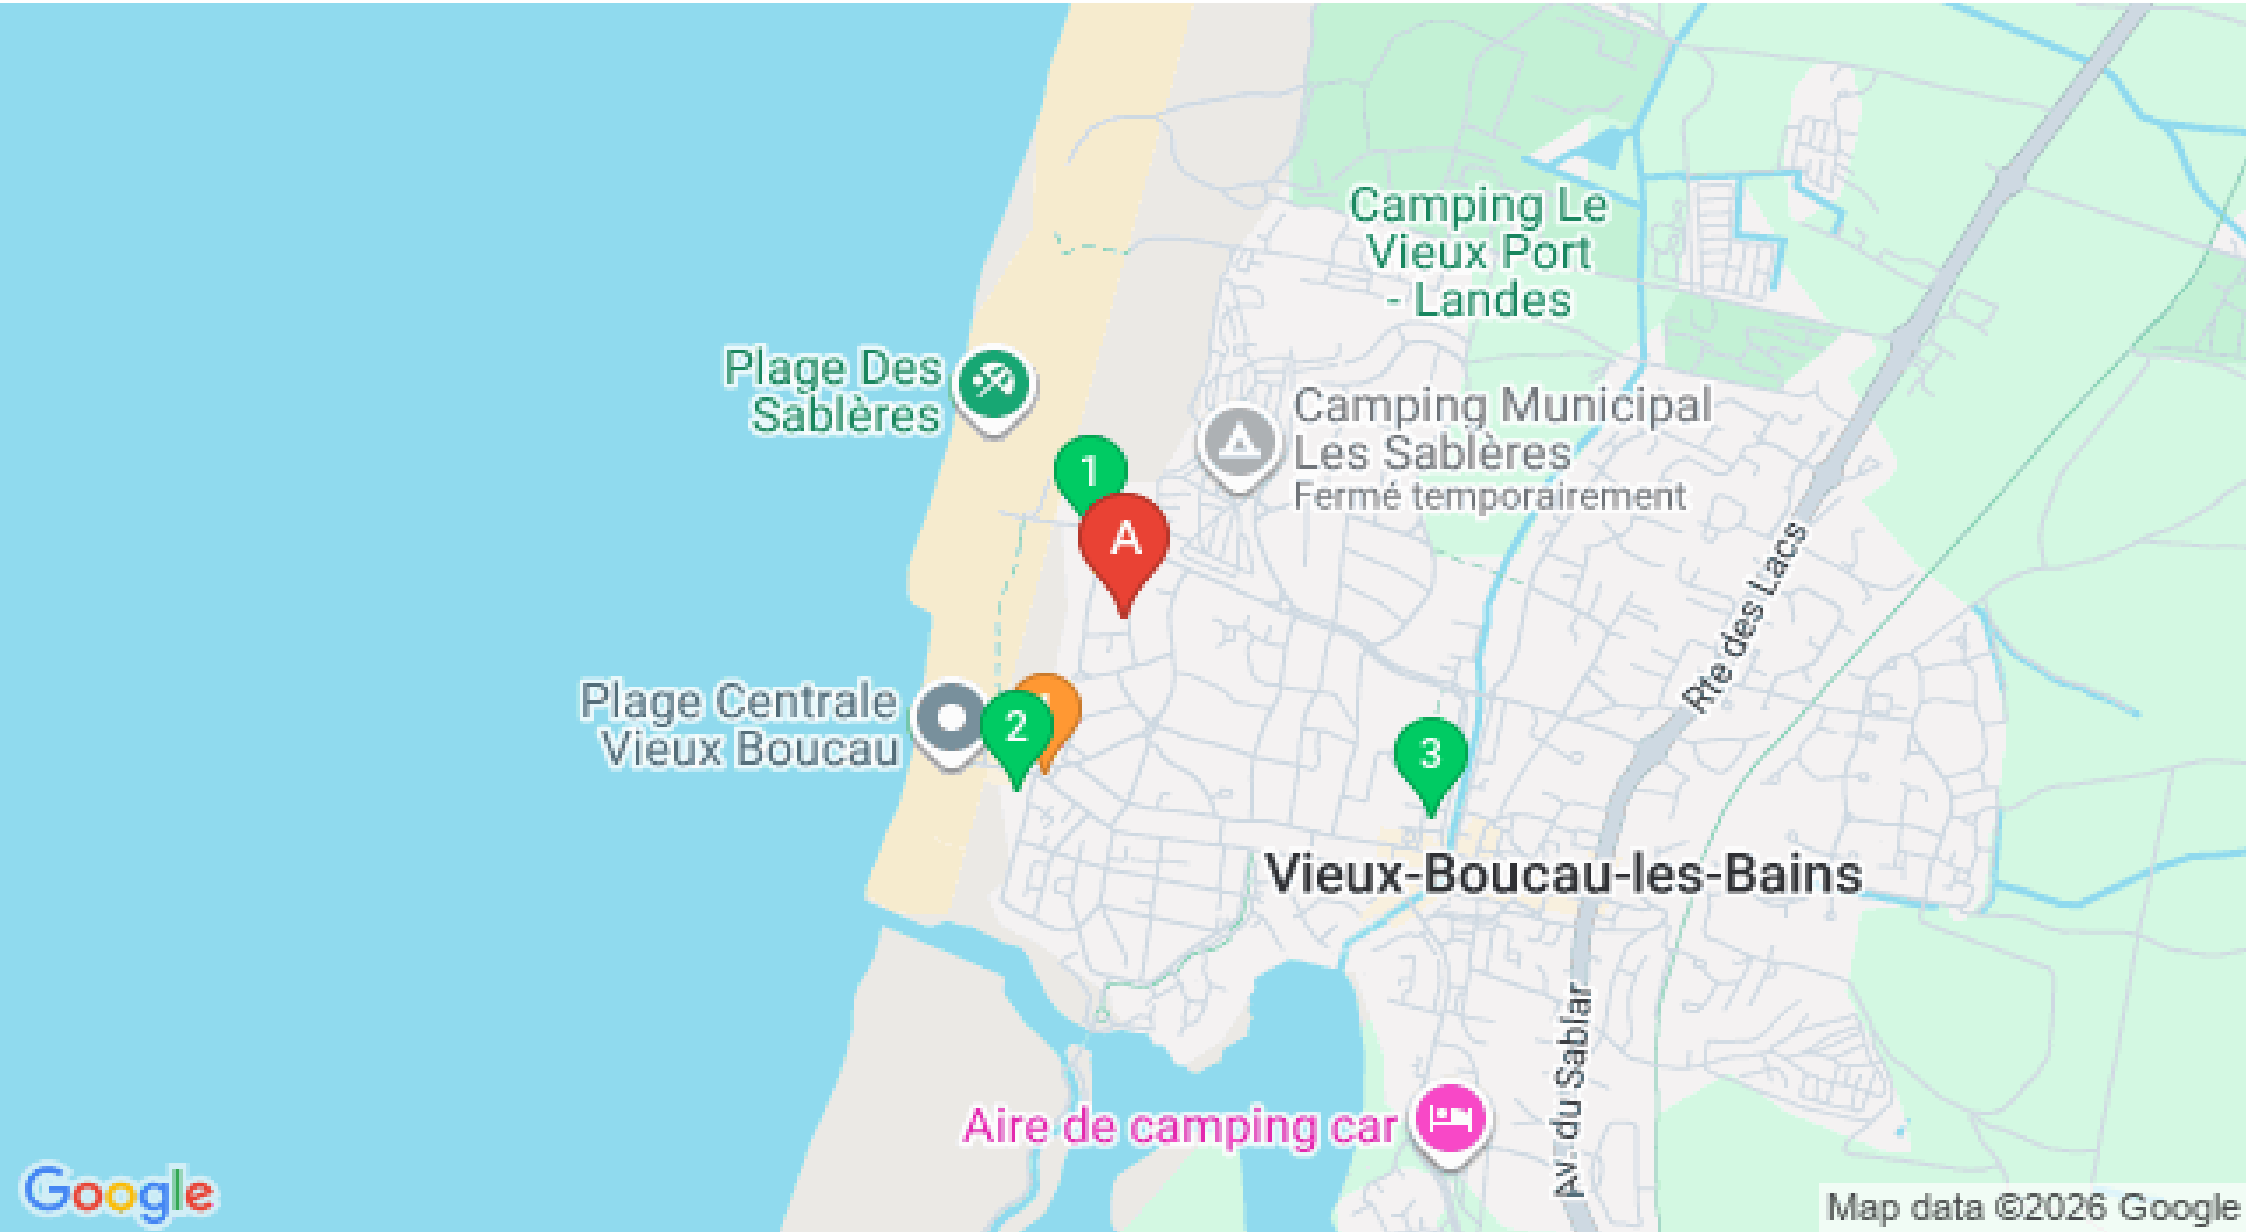 Camping Le
Vieux Port
- Landes
Plage Des
Sablères
Camping Municipal
Les Sablères
Fermé temporairement
1
A
Rte des Lacs
Plage Centrale
Vieux Boucau
2
3
Vieux-Boucau-les-Bains
Av. du Sablar
Aire de camping car
Google
Map data ©2026 Google